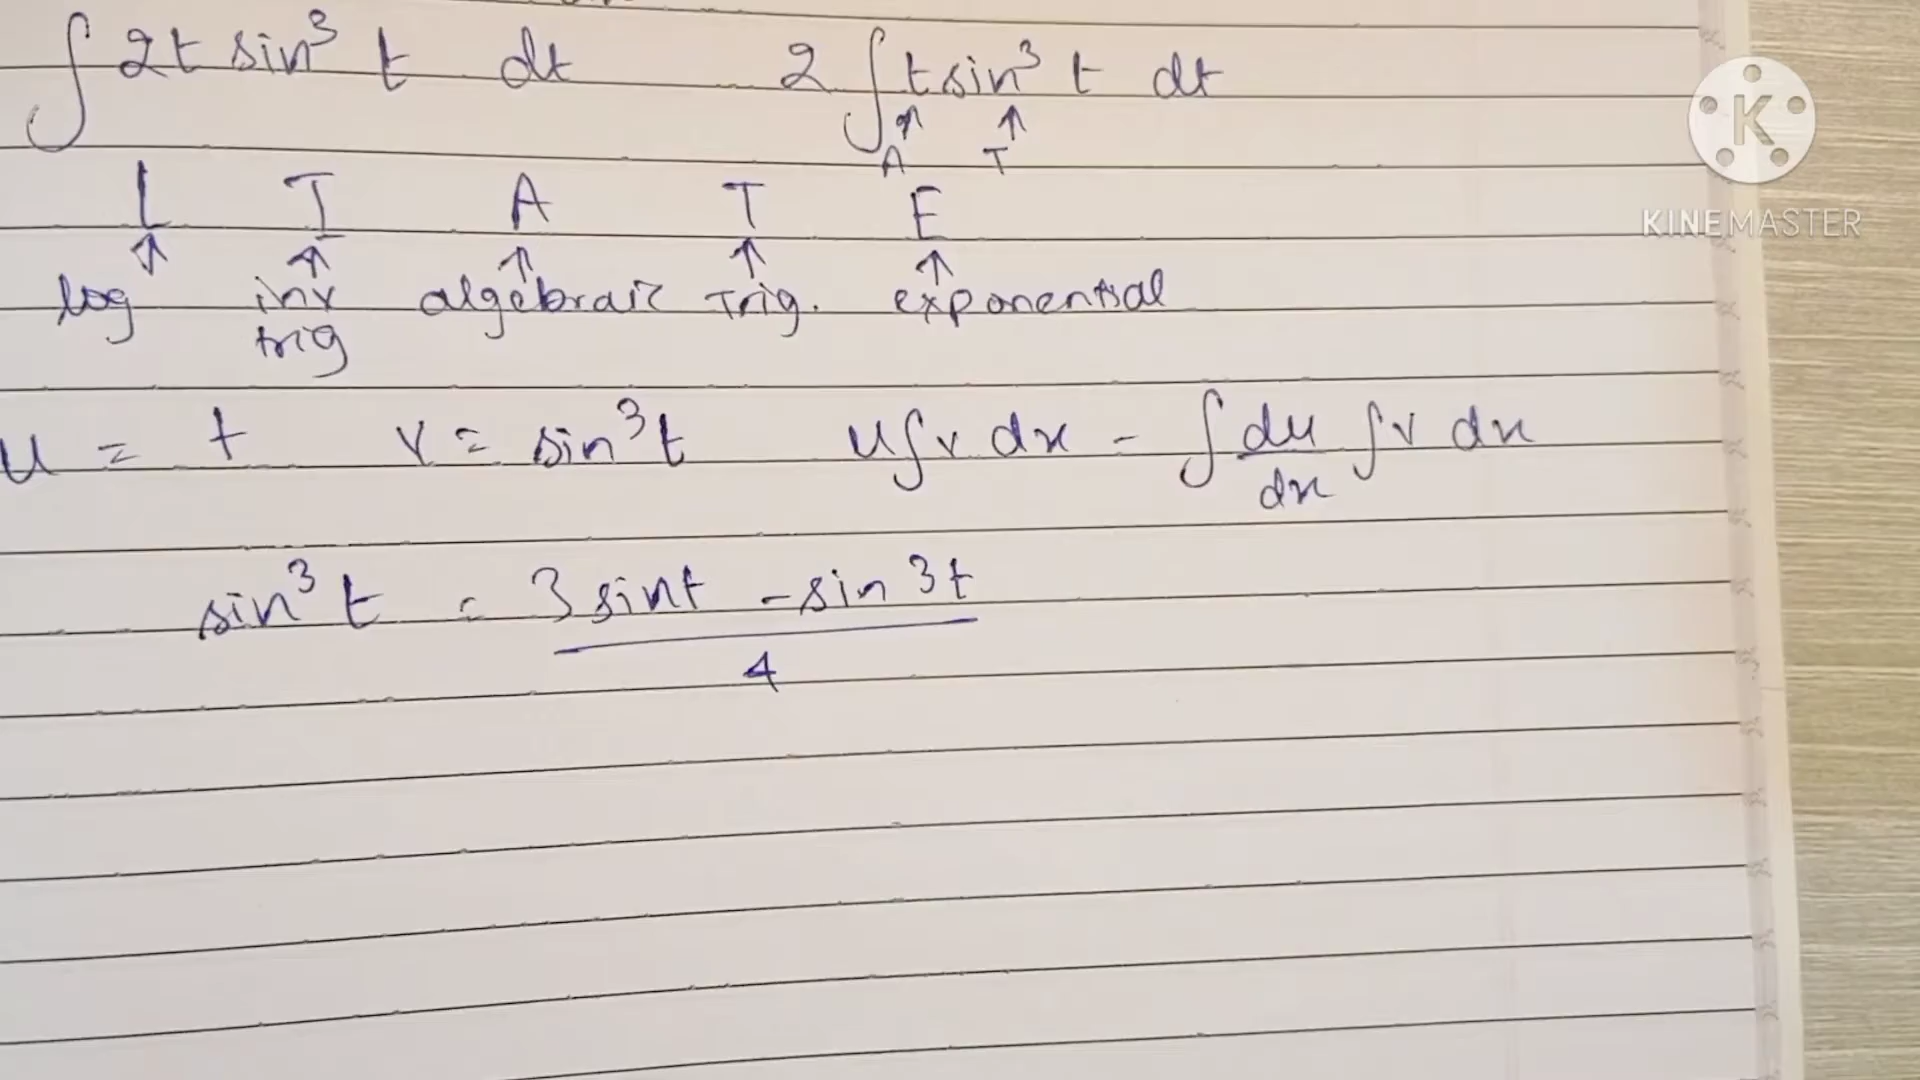 ∫ 2t sin³ t dt 2 ∫ t sin³ t dt
↑ A ↑ T
L I A T E
↑ ↑ ↑ ↑ ↑
log inv trig algebraic Trig. exponential
u = t v = sin³t u∫v dx - ∫ du/dx ∫v dx
sin³ t = 3 sint - sin 3t / 4
K
KINEMASTER